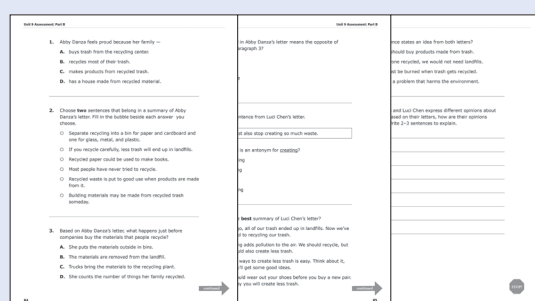 Unit 9 Assessment: Part B
1. Abby Danza feels proud because her family —
A. buys trash from the recycling center.
B. recycles most of their trash.
C. makes products from recycled trash.
D. has a house made from recycled material.
2. Choose two sentences that belong in a summary of Abby
Danza's letter. Fill in the bubble beside each answer you
choose.
Separate recycling into a bin for paper and cardboard and
one for glass, metal, and plastic.
If you recycle carefully, less trash will end up in landfills.
Recycled paper could be used to make books.
Most people have never tried to recycle.
Recycled waste is put to good use when products are made
from it.
Building materials may be made from recycled trash
someday.
3. Based on Abby Danza's letter, what happens just before
companies buy the materials that people recycle?
A. She puts the materials outside in bins.
B. The materials are removed from the landfill.
C. Trucks bring the materials to the recycling plant.
D. She counts the number of things her family recycled.
continued
Unit 9 Assessment: Part B
in Abby Danza's letter means the opposite of
paragraph 3?
ntence from Luci Chen's letter.
st also stop creating so much waste.
is an antonym for creating?
ng
best summary of Luci Chen's letter?
o, all of our trash ended up in landfills. Now we've
d to recycling our trash.
ng adds pollution to the air. We should recycle, but
ld also create less trash.
ways to create less trash is easy. Think about it,
'll get some good ideas.
uld wear out your shoes before you buy a new pair.
y you will create less trash.
continued
nce states an idea from both letters?
hould buy products made from trash.
one recycled, we would not need landfills.
st be burned when trash gets recycled.
a problem that harms the environment.
and Luci Chen express different opinions about
ased on their letters, how are their opinions
rite 2–3 sentences to explain.
STOP